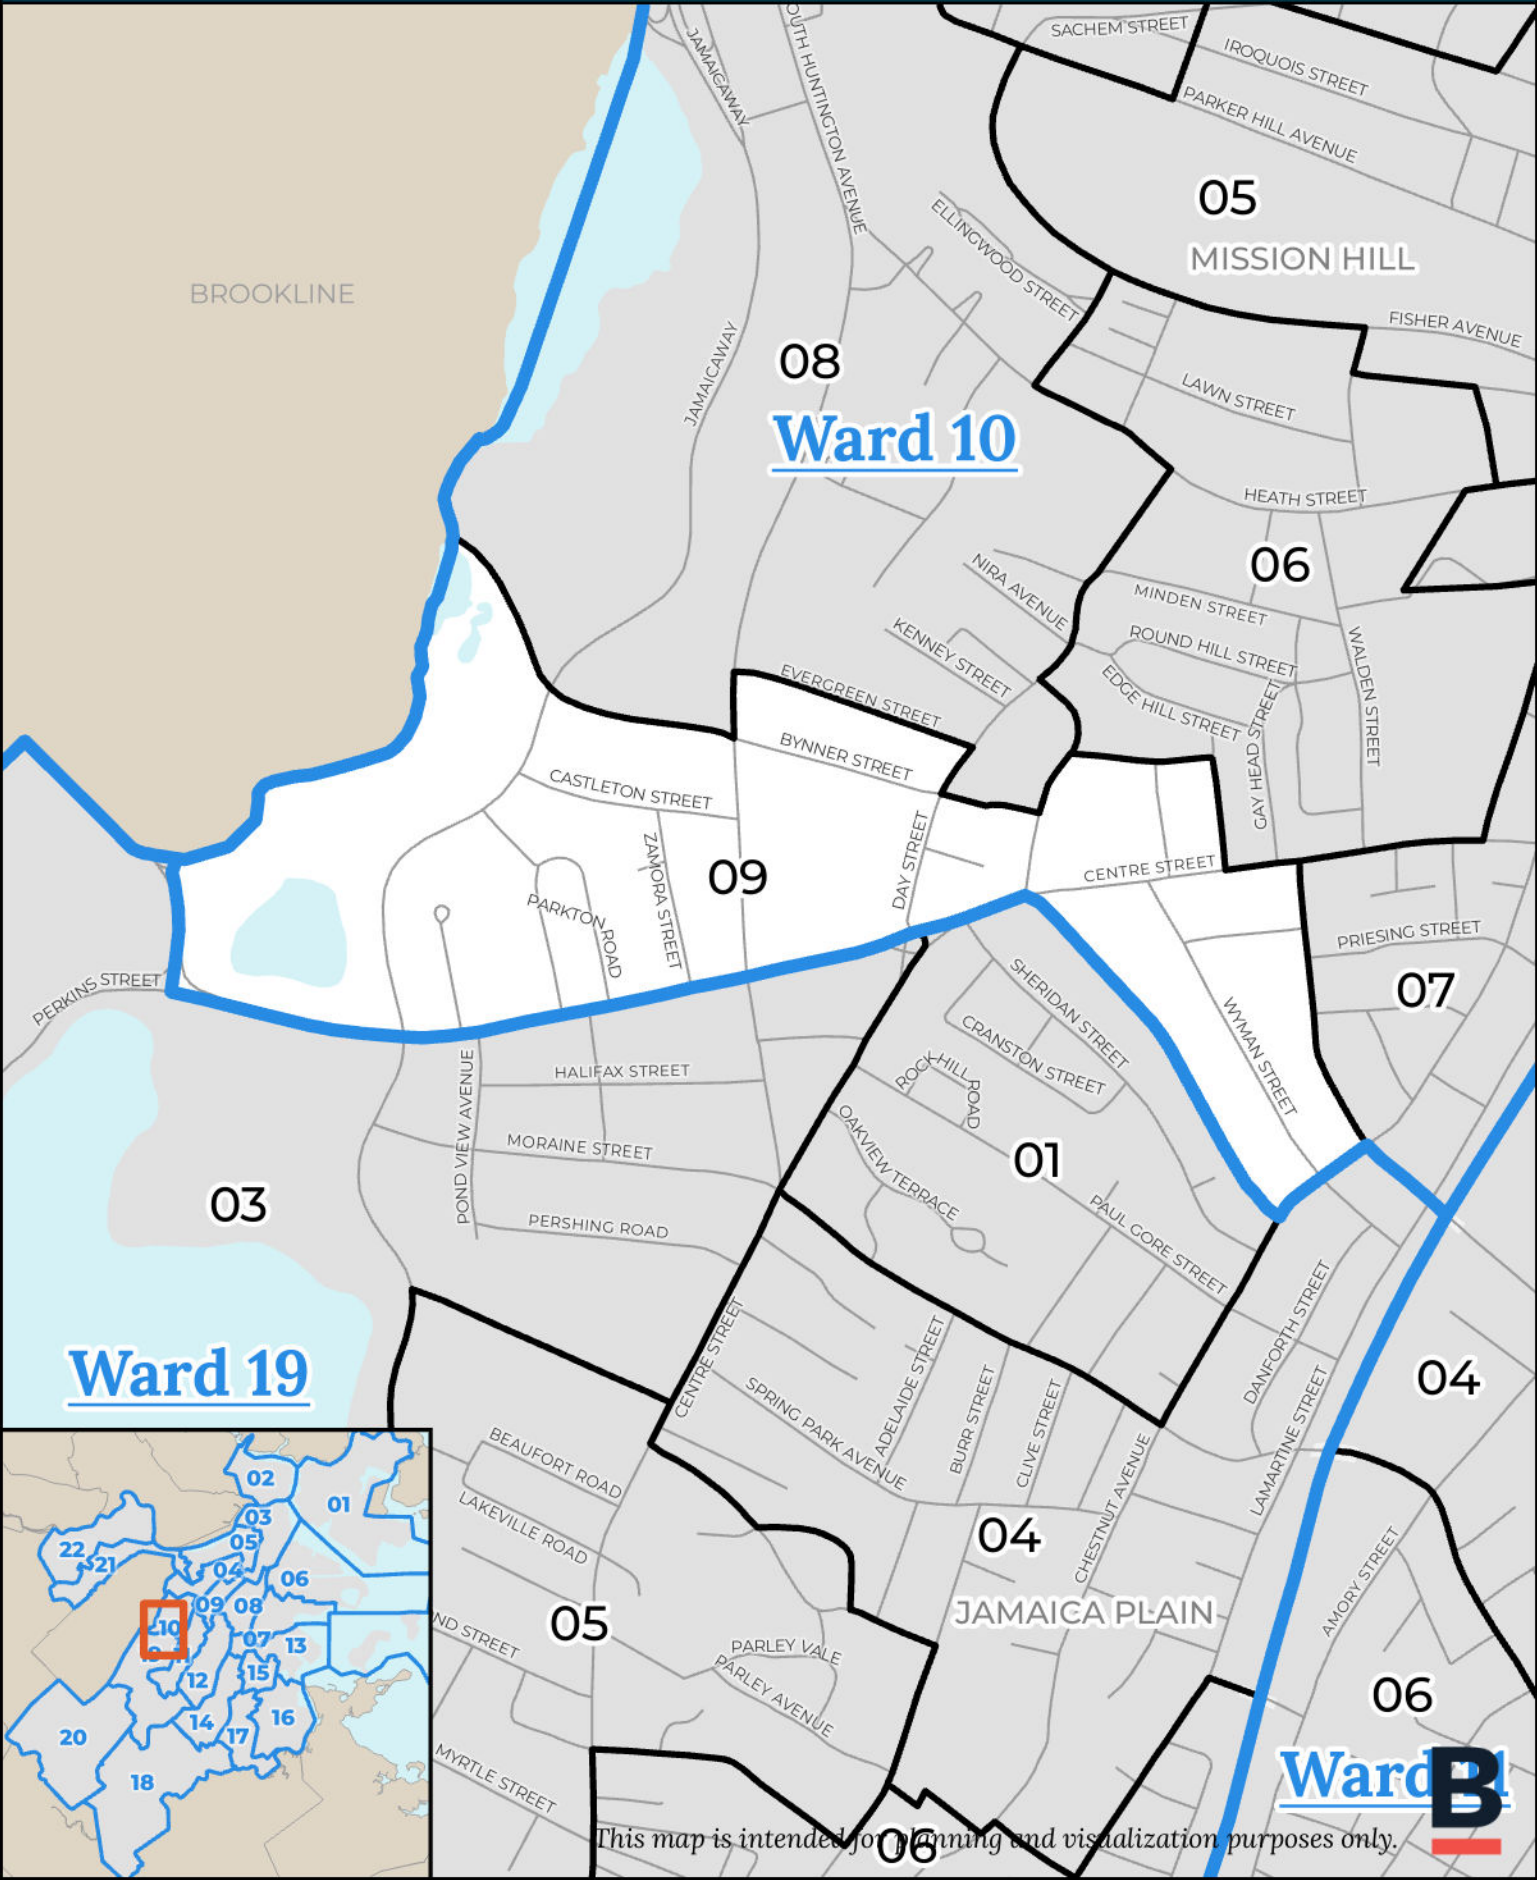 SACHEM STREET
IROQUOIS STREET
JAMAICAWAY
OUTH HUNTINGTON AVENUE
PARKER HILL AVENUE
05
MISSION HILL
ELLINGWOOD STREET
BROOKLINE
FISHER AVENUE
JAMAICAWAY
08
LAWN STREET
Ward 10
HEATH STREET
06
NIRA AVENUE
MINDEN STREET
KENNEY STREET
ROUND HILL STREET
WALDEN STREET
EDGE HILL STREET
GAY HEAD STREET
EVERGREEN STREET
BYNNER STREET
CASTLETON STREET
ZAMORA STREET
DAY STREET
CENTRE STREET
09
PARKTON ROAD
PRIESING STREET
PERKINS STREET
SHERIDAN STREET
07
CRANSTON STREET
WYMAN STREET
ROCK HILL ROAD
HALIFAX STREET
POND VIEW AVENUE
OAKVIEW TERRACE
MORAINE STREET
01
03
PAUL GORE STREET
PERSHING ROAD
DANFORTH STREET
Ward 19
CENTRE STREET
ADELAIDE STREET
04
SPRING PARK AVENUE
BURR STREET
CLIVE STREET
LAMARTINE STREET
BEAUFORT ROAD
CHESTNUT AVENUE
LAKEVILLE ROAD
04
AMORY STREET
JAMAICA PLAIN
05
ND STREET
PARLEY VALE
PARLEY AVENUE
06
MYRTLE STREET
Ward 11
B
06
This map is intended for planning and visualization purposes only.
02
01
03
05
22
21
04
06
09
08
10
07
13
12
15
14
17
16
20
18